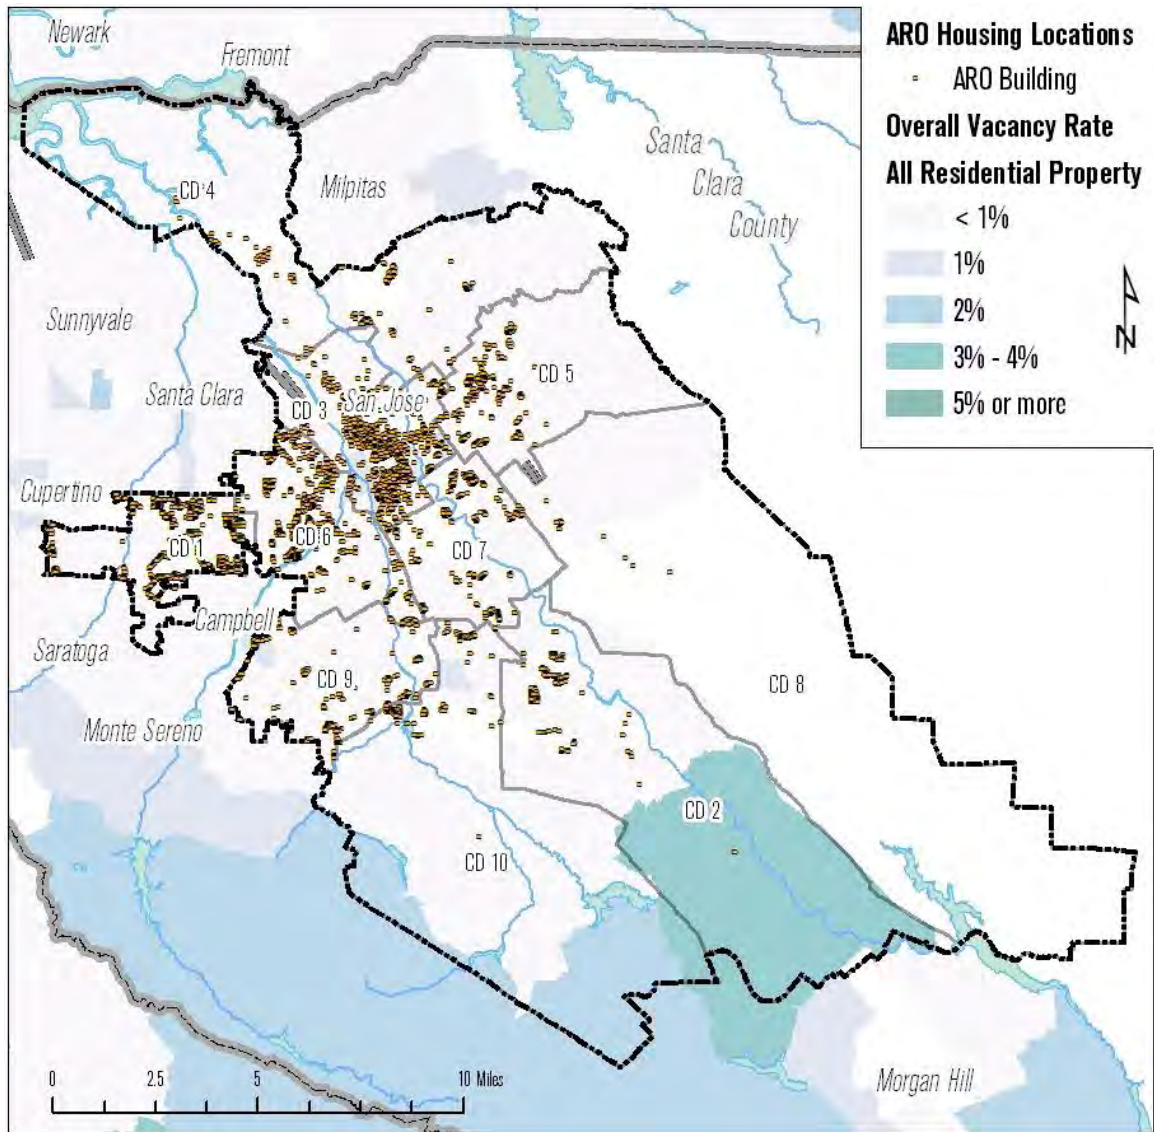 Newark
Fremont
ARO Housing Locations
ARO Building
Overall Vacancy Rate
All Residential Property
< 1%
1%
2%
3% - 4%
5% or more
N
Santa
Clara
County
Milpitas
CD 4
Sunnyvale
Santa Clara
CD 3
San Jose
CD 5
Cupertino
CD 1
CD 6
CD 7
Campbell
Saratoga
CD 9
CD 8
Monte Sereno
CD 2
CD 10
Morgan Hill
0 2.5 5 10 Miles